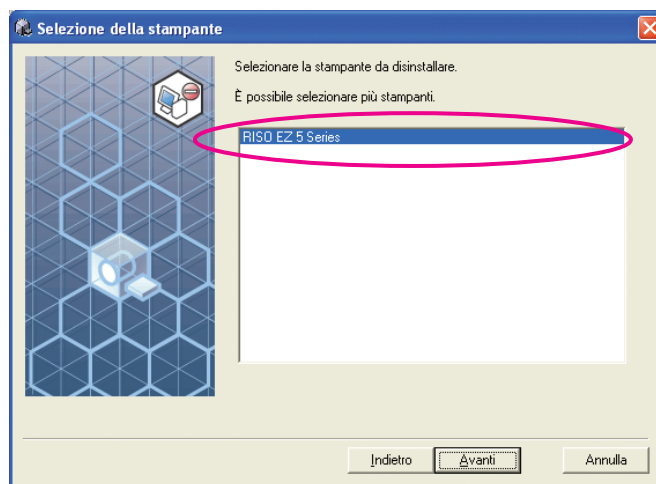 Selezione della stampante
Selezionare la stampante da disinstallare.
È possibile selezionare più stampanti.
RISO EZ 5 Series
Indietro
Avanti
Annulla